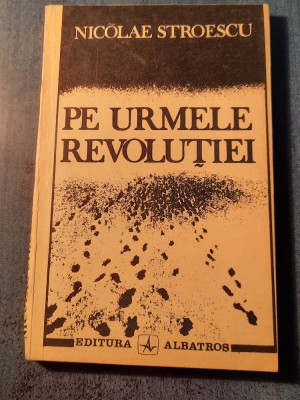 NICOLAE STROESCU
PE URMELE
REVOLUȚIEI
EDITURA ALBATROS